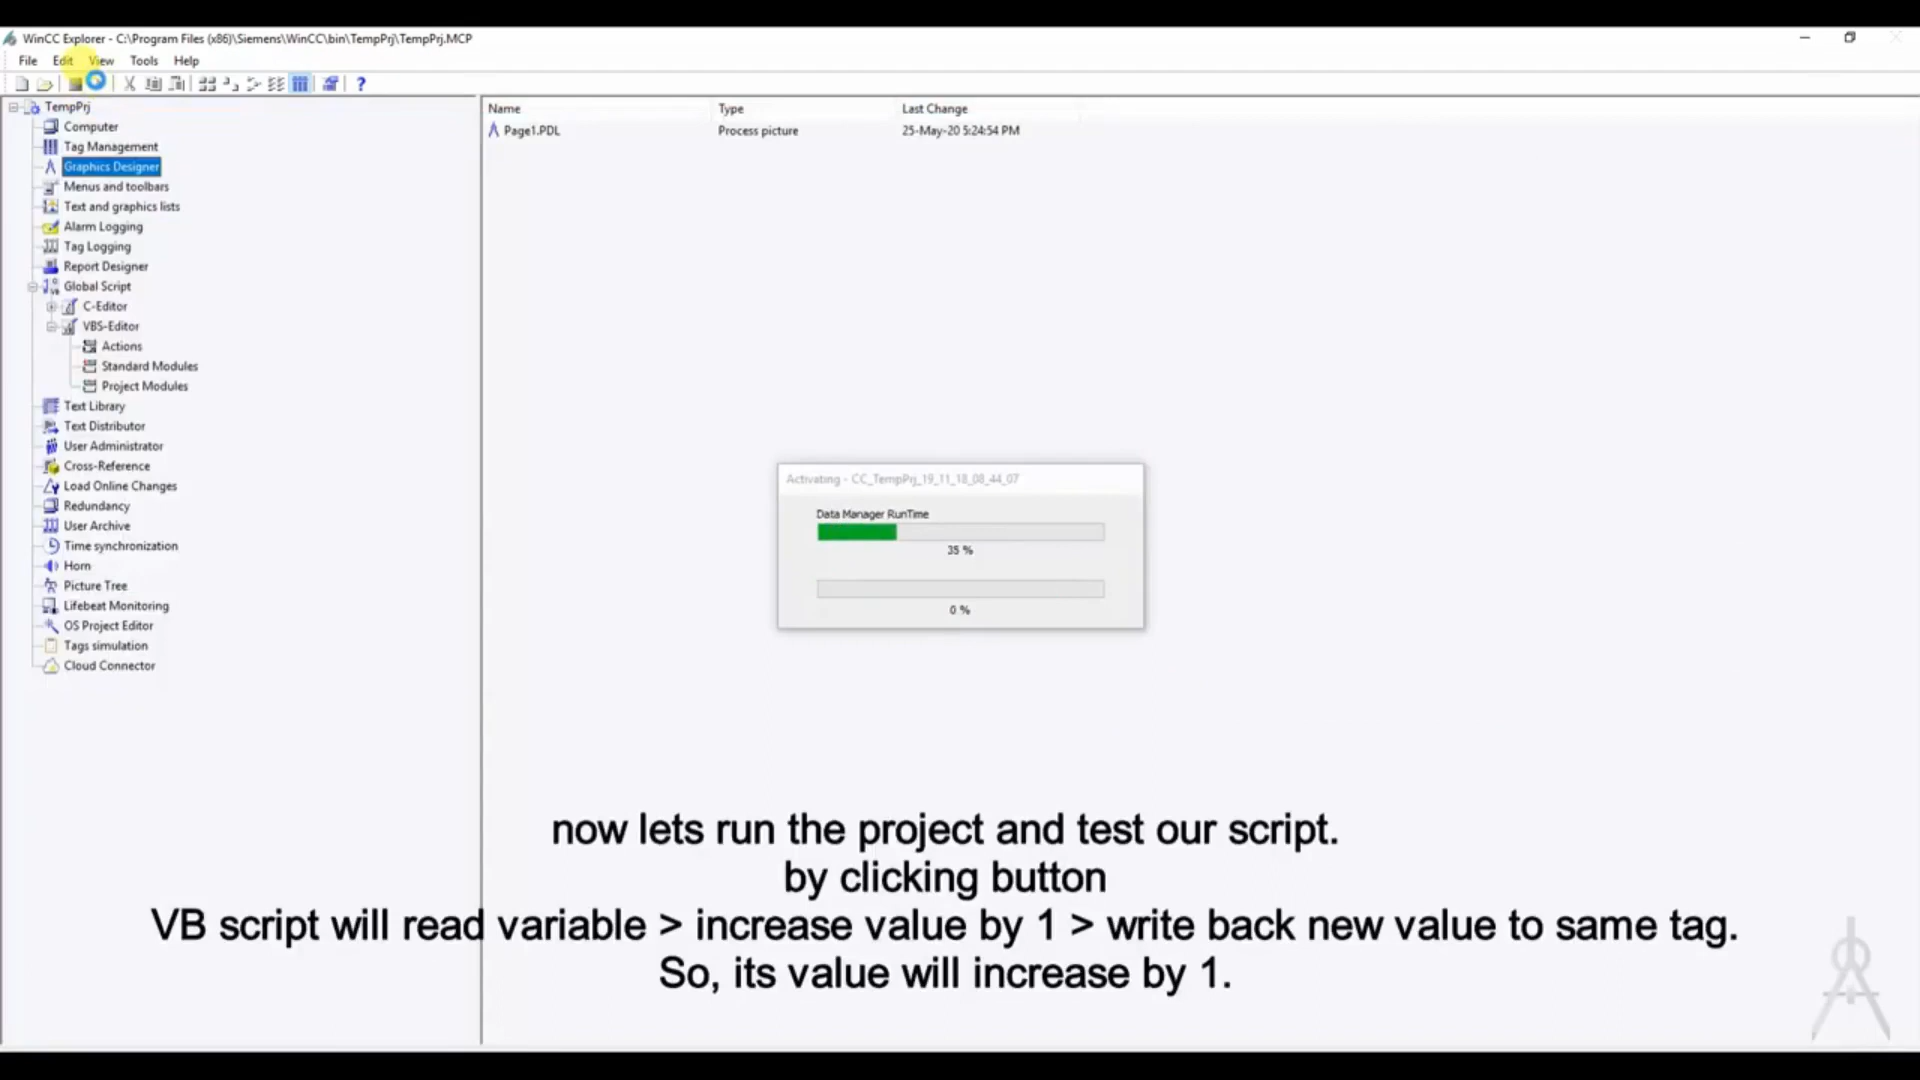 WinCC Explorer - C:\Program Files (x86)\Siemens\WinCC\bin\TempPrj\TempPrj.MCP
File Edit View Tools Help
TempPrj
Computer
Tag Management
Graphics Designer
Menus and toolbars
Text and graphics lists
Alarm Logging
Tag Logging
Report Designer
Global Script
C-Editor
VBS-Editor
Actions
Standard Modules
Project Modules
Text Library
Text Distributor
User Administrator
Cross-Reference
Load Online Changes
Redundancy
User Archive
Time synchronization
Horn
Picture Tree
Lifebeat Monitoring
OS Project Editor
Tags simulation
Cloud Connector
Name Type Last Change
Page1.PDL Process picture 25-May-20 5:24:54 PM
Activating - CC_TempPrj_19_11_18_08_44_07
Data Manager RunTime
35 %
0 %
now lets run the project and test our script.
by clicking button
VB script will read variable > increase value by 1 > write back new value to same tag.
So, its value will increase by 1.